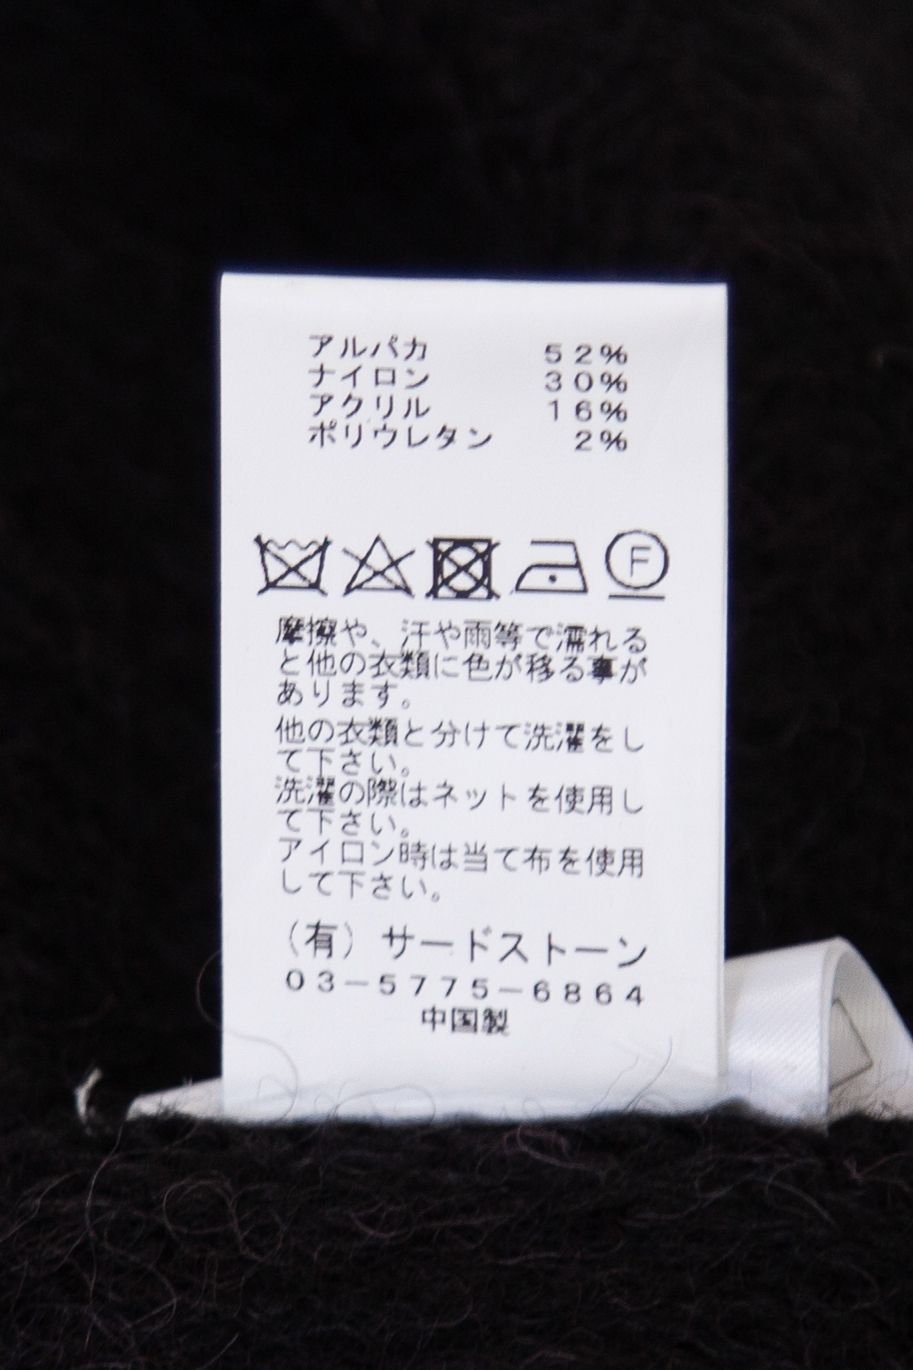 アルパカ 52%
ナイロン 30%
アクリル 16%
ポリウレタン 2%
F
摩擦や、汗や雨等で濡れる
と他の衣類に色が移る事が
あります。
他の衣類と分けて洗濯をし
て下さい。
洗濯の際はネットを使用し
て下さい。
アイロン時は当て布を使用
して下さい。
(有)サードストーン
03-5775-6864
中国製